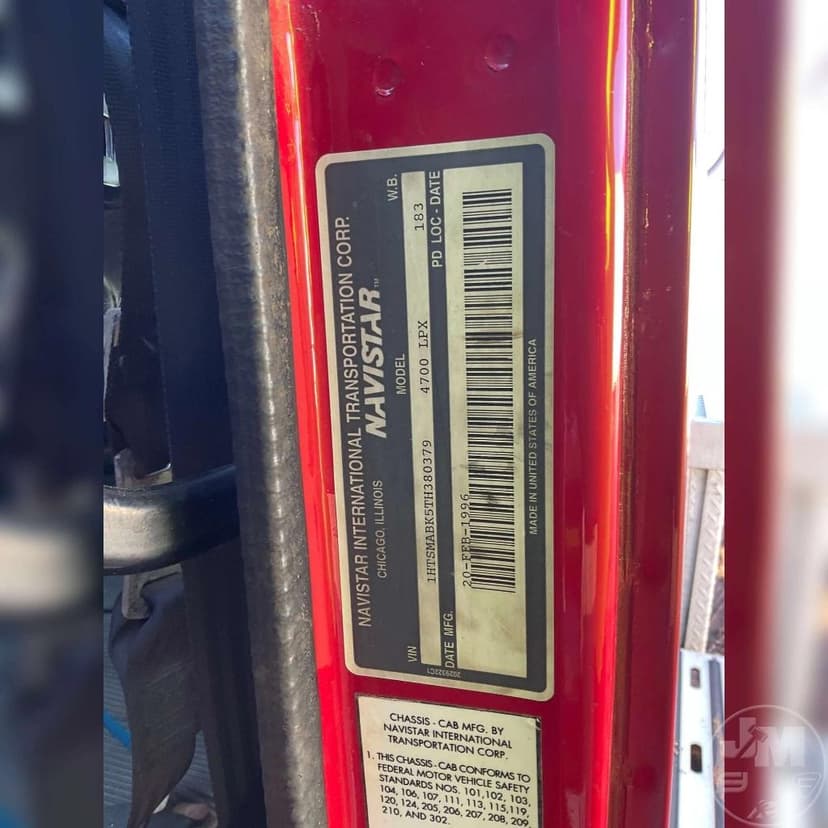 NAVISTAR INTERNATIONAL TRANSPORTATION CORP.
CHICAGO, ILLINOIS
NAVISTAR™
VIN MODEL W.B.
1HTSMABK5TH380379 4700 LPX 183
DATE MFG. PD LOC - DATE
20-FEB-1996
MADE IN UNITED STATES OF AMERICA
2029322C1
CHASSIS - CAB MFG. BY
NAVISTAR INTERNATIONAL
TRANSPORTATION CORP.
1. THIS CHASSIS - CAB CONFORMS TO
FEDERAL MOTOR VEHICLE SAFETY
STANDARDS NOS. 101, 102, 103,
104, 106, 107, 111, 113, 115, 119,
120, 124, 205, 206, 207, 208, 209,
210, AND 302.
JM